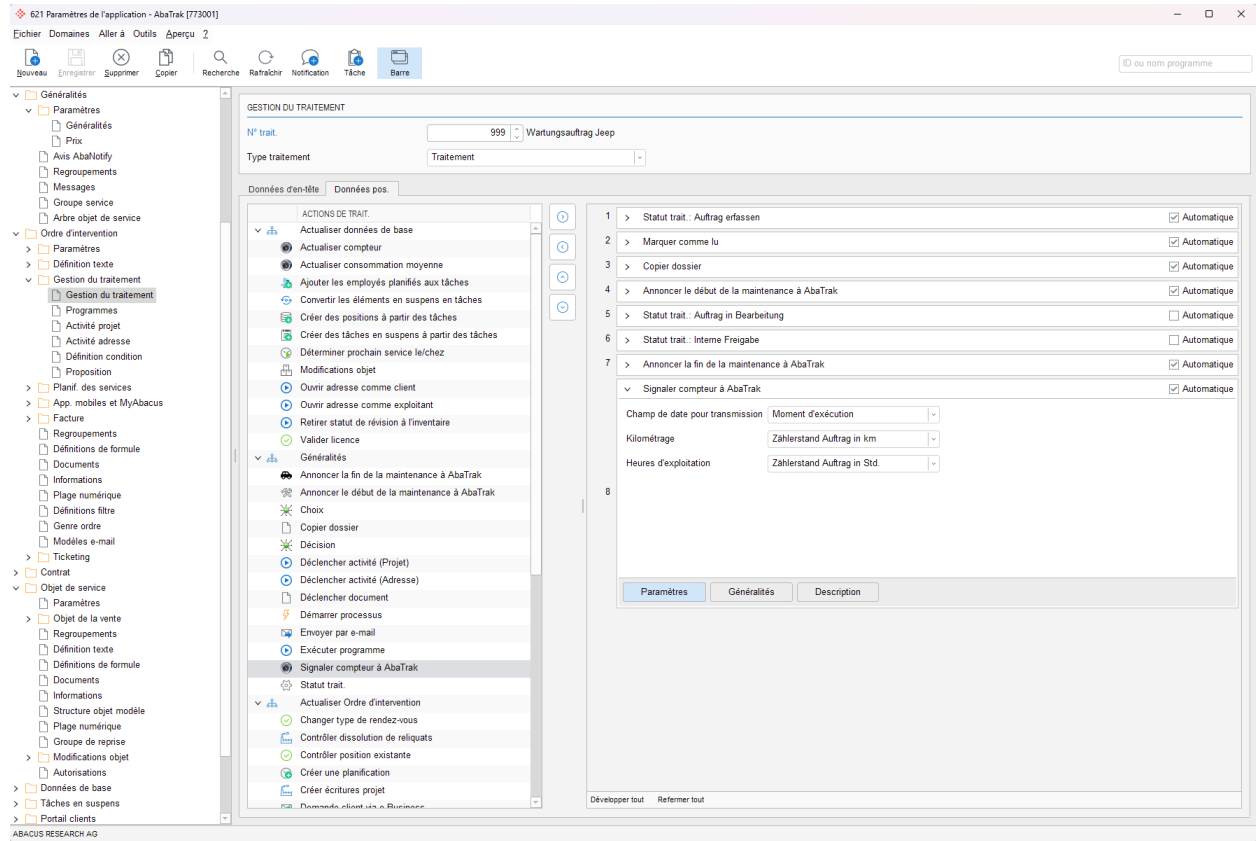 621 Paramètres de l'application - AbaTrak [773001]
Eichier Domaines Aller à Outils Aperçu ?
Nouveau Enregistrer Supprimer Copier Recherche Rafraîchir Notification Tâche Barre
ID ou nom programme
Généralités
Paramètres
Généralités
Prix
Avis AbaNotify
Regroupements
Messages
Groupe service
Arbre objet de service
Ordre d'intervention
Paramètres
Définition texte
Gestion du traitement
Gestion du traitement
Programmes
Activité projet
Activité adresse
Définition condition
Proposition
Planif. des services
App. mobiles et MyAbacus
Facture
Regroupements
Définitions de formule
Documents
Informations
Plage numérique
Définitions filtre
Genre ordre
Modèles e-mail
Ticketing
Contrat
Objet de service
Paramètres
Objet de la vente
Regroupements
Définition texte
Définitions de formule
Documents
Informations
Structure objet modèle
Plage numérique
Groupe de reprise
Modifications objet
Autorisations
Données de base
Tâches en suspens
Portail clients
GESTION DU TRAITEMENT
N° trait. 999 Wartungsauftrag Jeep
Type traitement Traitement
Données d'en-tête Données pos.
ACTIONS DE TRAIT.
Actualiser données de base
Actualiser compteur
Actualiser consommation moyenne
Ajouter les employés planifiés aux tâches
Convertir les éléments en suspens en tâches
Créer des positions à partir des tâches
Créer des tâches en suspens à partir des tâches
Déterminer prochain service le/chez
Modifications objet
Ouvrir adresse comme client
Ouvrir adresse comme exploitant
Retirer statut de révision à l'inventaire
Valider licence
Généralités
Annoncer la fin de la maintenance à AbaTrak
Annoncer le début de la maintenance à AbaTrak
Choix
Copier dossier
Décision
Déclencher activité (Projet)
Déclencher activité (Adresse)
Déclencher document
Démarrer processus
Envoyer par e-mail
Exécuter programme
Signaler compteur à AbaTrak
Statut trait.
Actualiser Ordre d'intervention
Changer type de rendez-vous
Contrôler dissolution de reliquats
Contrôler position existante
Créer une planification
Créer écritures projet
Demande client via e-Business
1 Statut trait.: Auftrag erfassen Automatique
2 Marquer comme lu Automatique
3 Copier dossier Automatique
4 Annoncer le début de la maintenance à AbaTrak Automatique
5 Statut trait.: Auftrag in Bearbeitung Automatique
6 Statut trait.: Interne Freigabe Automatique
7 Annoncer la fin de la maintenance à AbaTrak Automatique
Signaler compteur à AbaTrak Automatique
Champ de date pour transmission Moment d'exécution
Kilométrage Zählerstand Auftrag in km
Heures d'exploitation Zählerstand Auftrag in Std.
8
Paramètres Généralités Description
Développer tout Refermer tout
ABACUS RESEARCH AG